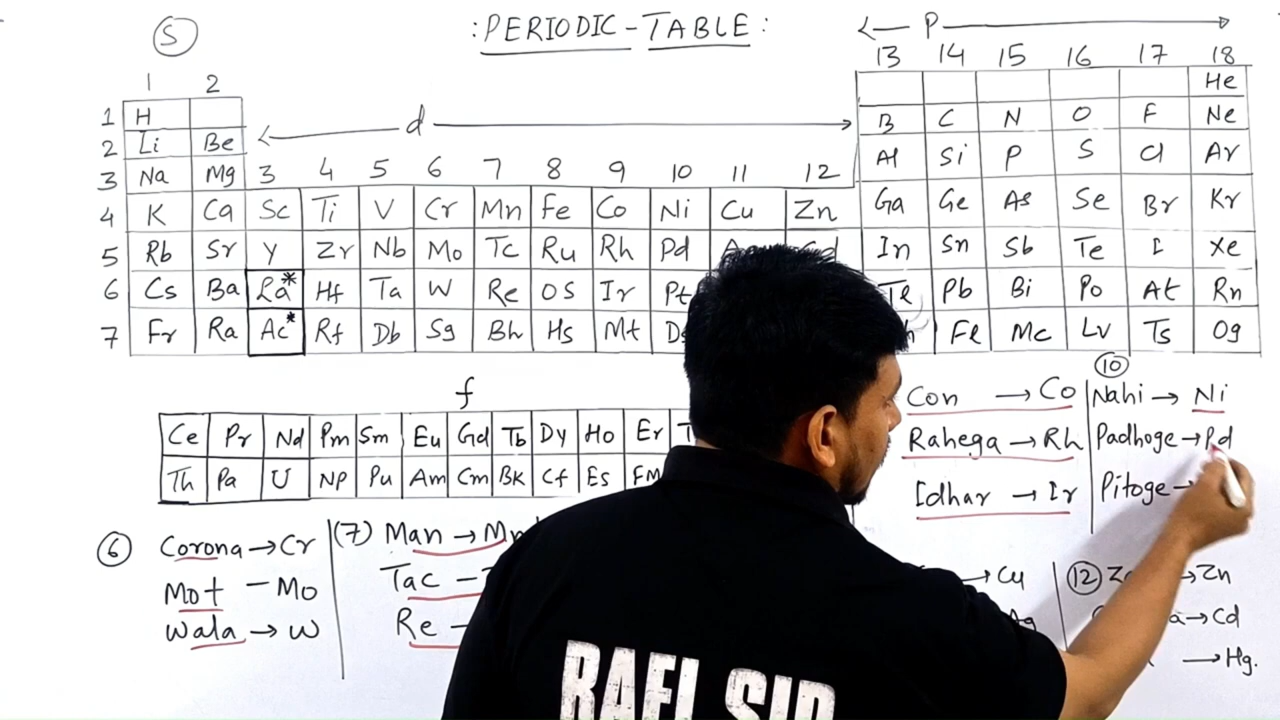 S
:PERIODIC-TABLE:
P
13 14 15 16 17 18
1 2
He
1 H
B C N O F Ne
d
2 Li Be
Al Si P S Cl Ar
3 Na Mg 3 4 5 6 7 8 9 10 11 12
4 K Ca Sc Ti V Cr Mn Fe Co Ni Cu Zn Ga Ge As Se Br Kr
5 Rb Sr Y Zr Nb Mo Tc Ru Rh Pd In Sn Sb Te I Xe
6 Cs Ba La* Hf Ta W Re Os Ir Pt Tl Pb Bi Po At Rn
7 Fr Ra Ac* Rf Db Sg Bh Hs Mt Fl Mc Lv Ts Og
f
Ce Pr Nd Pm Sm Eu Gd Tb Dy Ho Er
Th Pa U NP Pu Am Cm BK Cf Es FM
Con → Co
Rahega → Rh
Idhar → Ir
10
Nahi → Ni
Padhoge → Pd
Pitoge →
6 Corona → Cr
Mot - Mo
Wala → W
(7) Man → Mn
Tac -
Re -
→ Cu
Ag
12 → Zn
→ Cd
→ Hg.
RAFI SIR